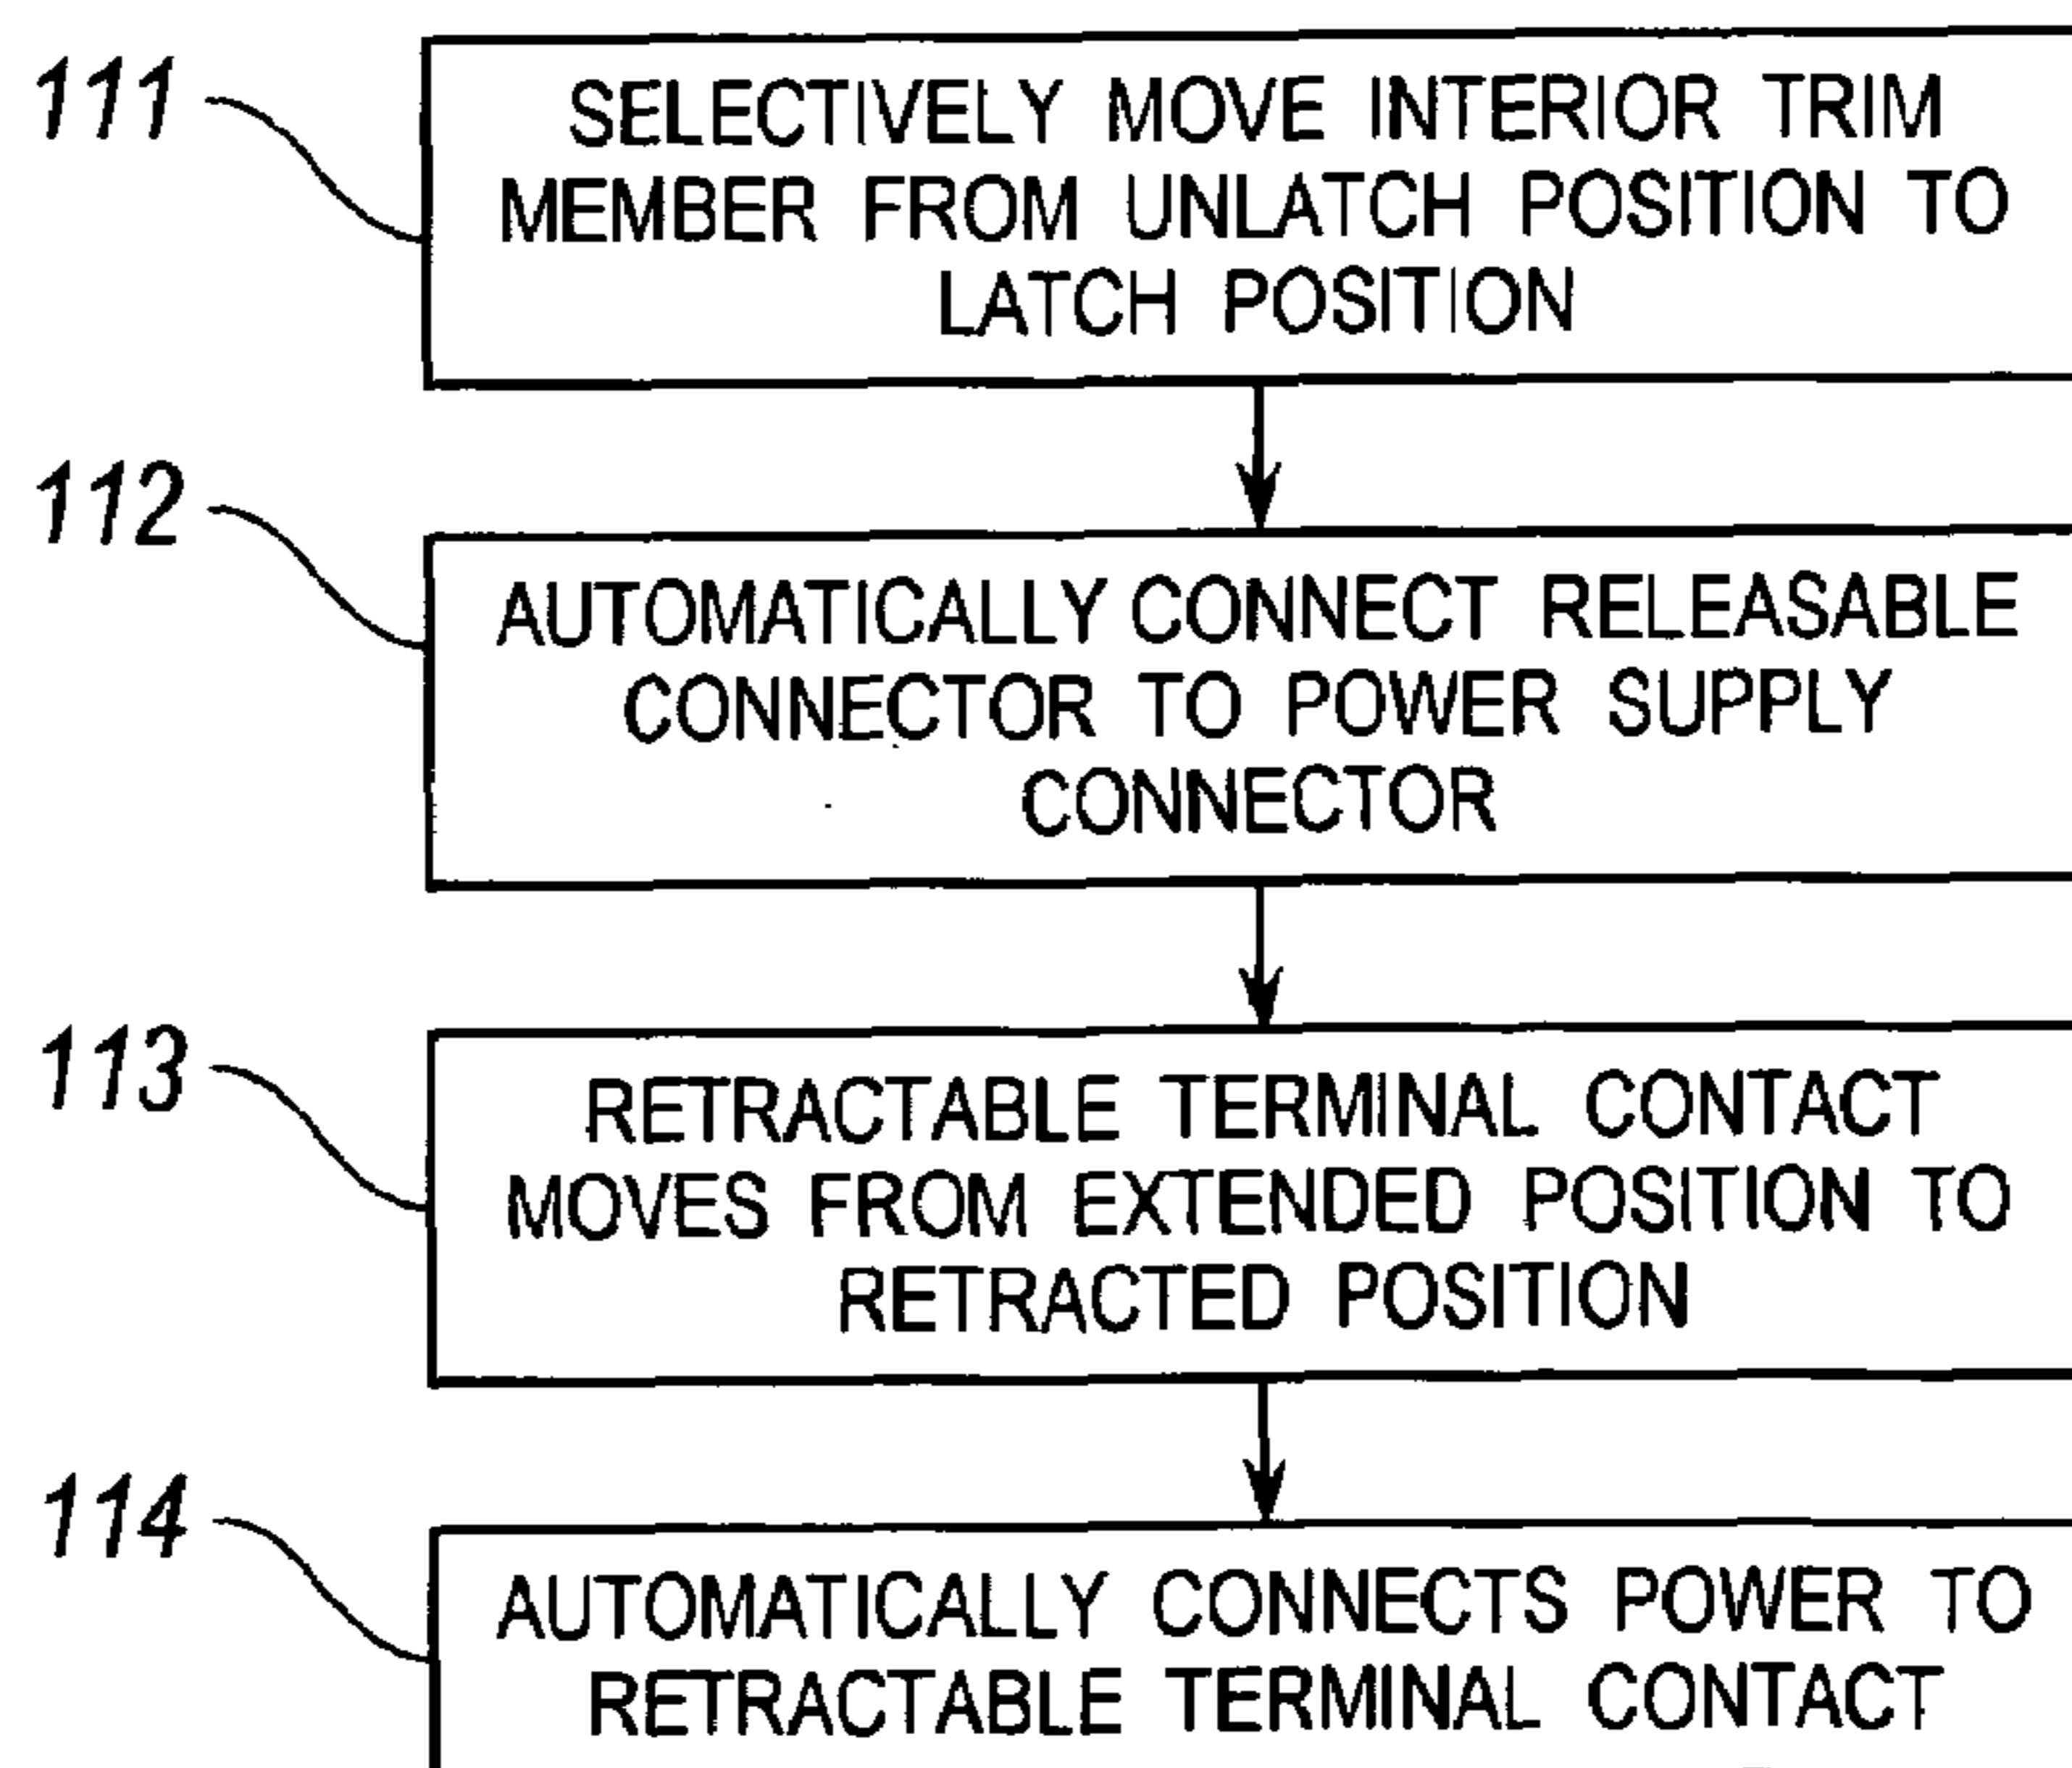 111
SELECTIVELY MOVE INTERIOR TRIM
MEMBER FROM UNLATCH POSITION TO
LATCH POSITION
112
AUTOMATICALLY CONNECT RELEASABLE
CONNECTOR TO POWER SUPPLY
CONNECTOR
113
RETRACTABLE TERMINAL CONTACT
MOVES FROM EXTENDED POSITION TO
RETRACTED POSITION
114
AUTOMATICALLY CONNECTS POWER TO
RETRACTABLE TERMINAL CONTACT